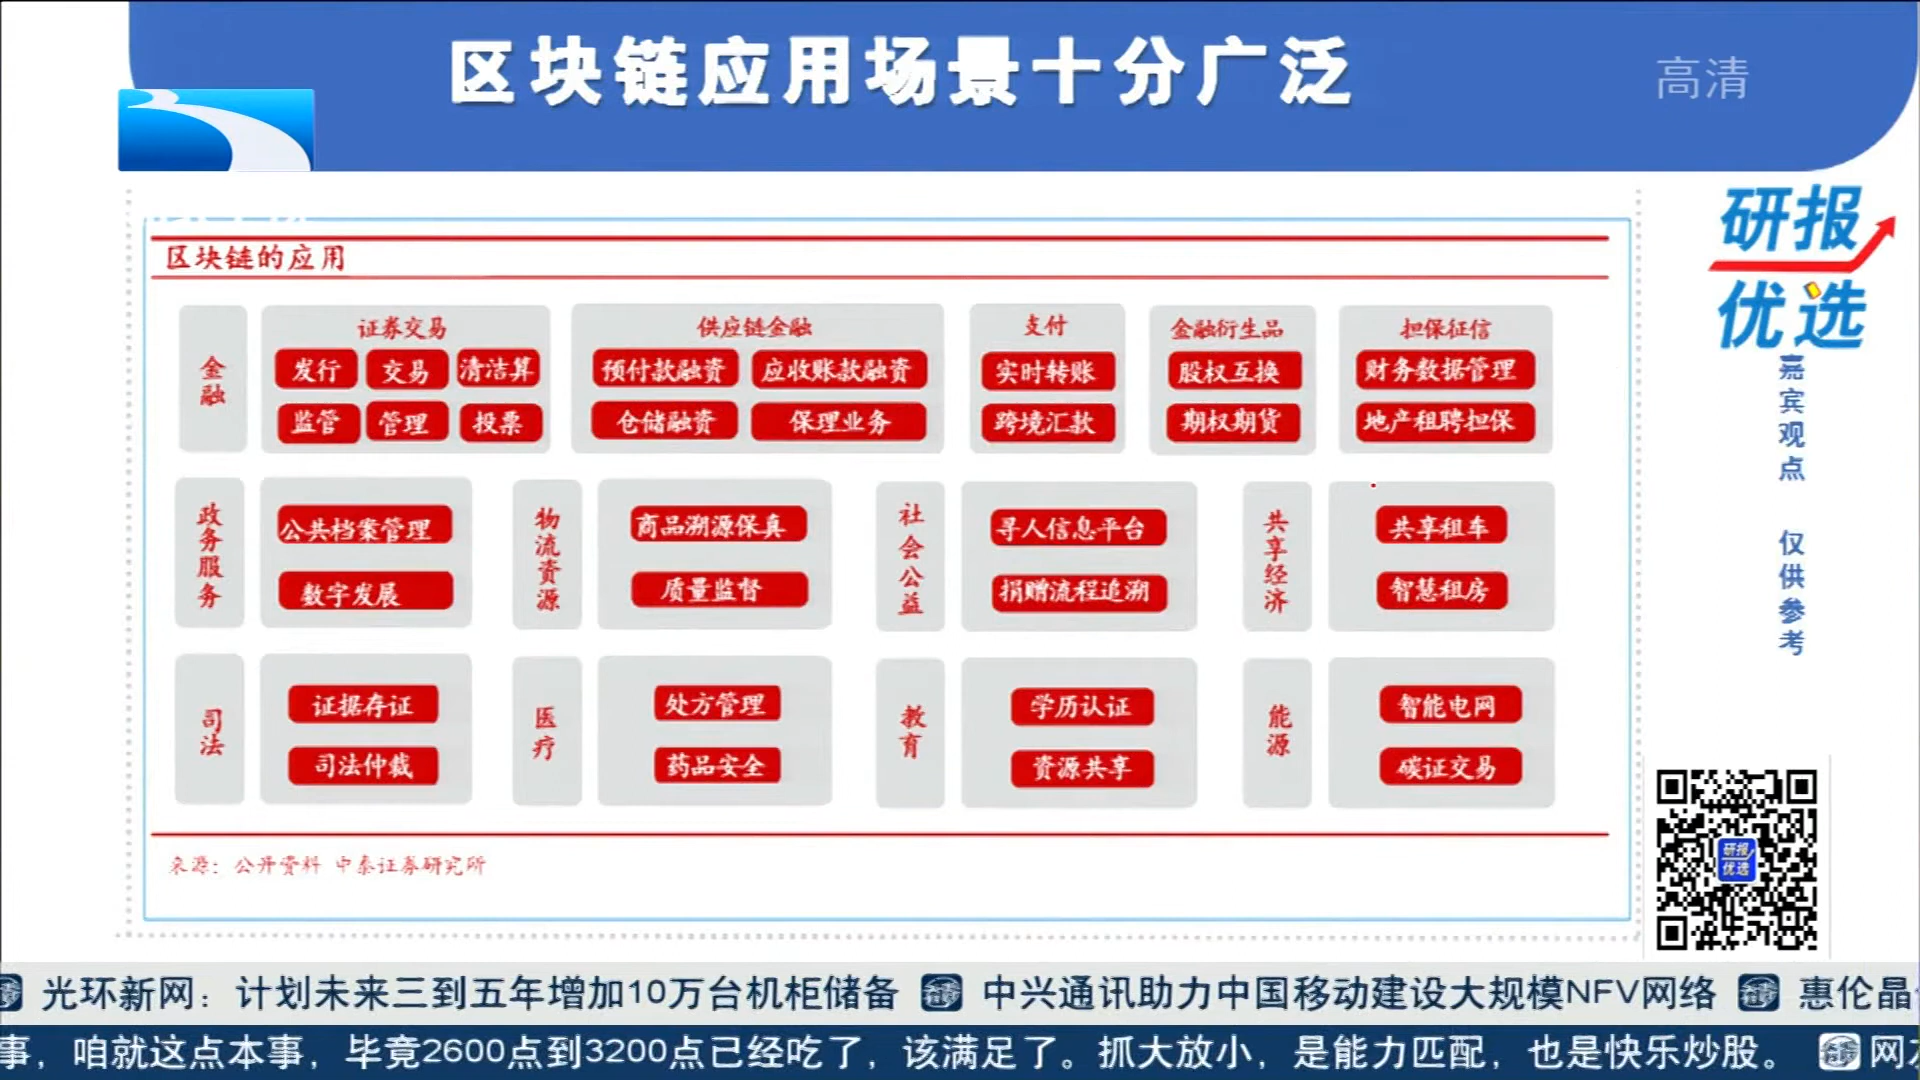 区块链应用场景十分广泛
高清
研报
优选
嘉宾观点 仅供参考
区块链的应用
金融
证券交易
发行 交易 清洁算
监管 管理 投票
供应链金融
预付款融资 应收账款融资
仓储融资 保理业务
支付
实时转账
跨境汇款
金融衍生品
股权互换
期权期货
担保征信
财务数据管理
地产租聘担保
政务服务
公共档案管理
数字发展
物流资源
商品溯源保真
质量监督
社会公益
寻人信息平台
捐赠流程追溯
共享经济
共享租车
智慧租房
司法
证据存证
司法仲裁
医疗
处方管理
药品安全
教育
学历认证
资源共享
能源
智能电网
碳证交易
来源：公开资料 中泰证券研究所
研报
优选
光环新网：计划未来三到五年增加10万台机柜储备 中兴通讯助力中国移动建设大规模NFV网络 惠伦晶
事，咱就这点本事，毕竟2600点到3200点已经吃了，该满足了。抓大放小，是能力匹配，也是快乐炒股。 网